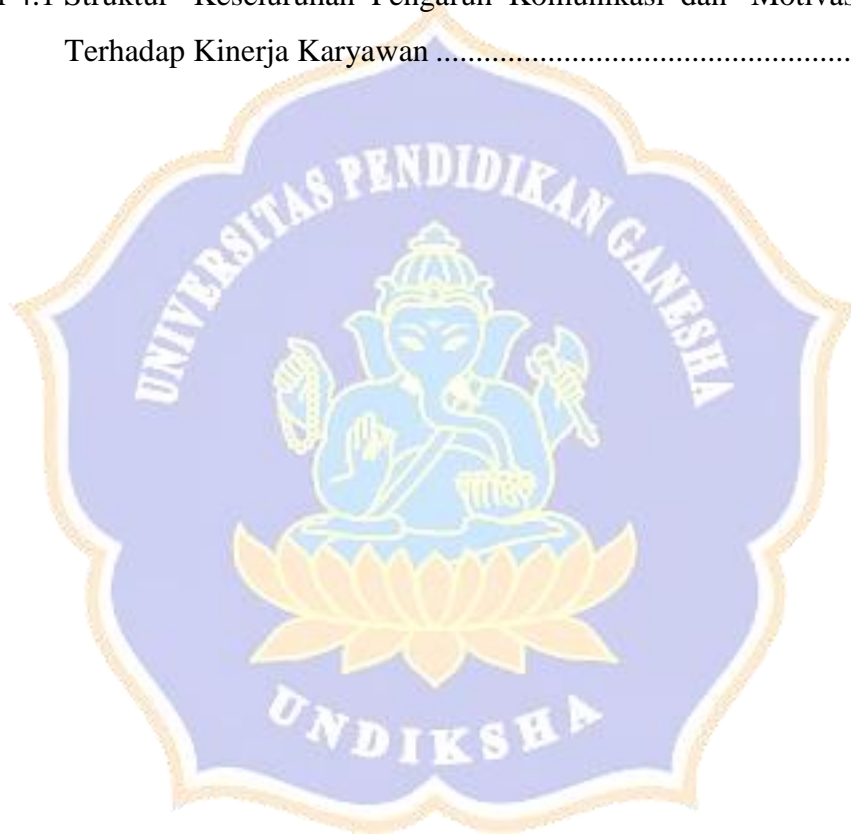 4.1 Struktur Keseluruhan Pengaruh Komunikasi dan Motivas
Terhadap Kinerja Karyawan ..................................................
UNIVERSITAS PENDIDIKAN GANESHA
UNDIKSHA